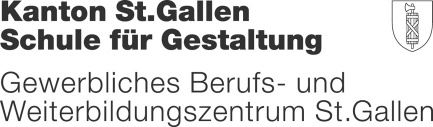 Kanton St.Gallen
Schule für Gestaltung
Gewerbliches Berufs- und
Weiterbildungszentrum St.Gallen